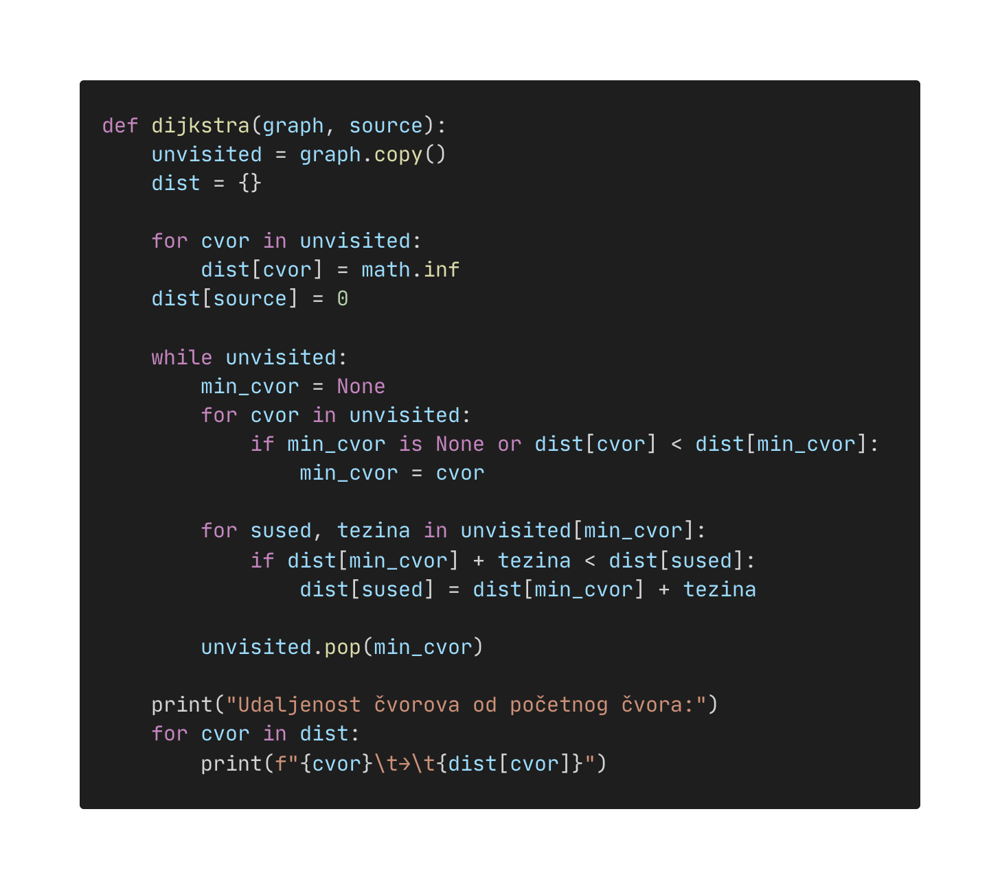 def dijkstra(graph, source):
    unvisited = graph.copy()
    dist = {}

    for cvor in unvisited:
        dist[cvor] = math.inf
    dist[source] = 0

    while unvisited:
        min_cvor = None
        for cvor in unvisited:
            if min_cvor is None or dist[cvor] < dist[min_cvor]:
                min_cvor = cvor

        for sused, tezina in unvisited[min_cvor]:
            if dist[min_cvor] + tezina < dist[sused]:
                dist[sused] = dist[min_cvor] + tezina

        unvisited.pop(min_cvor)

    print("Udaljenost čvorova od početnog čvora:")
    for cvor in dist:
        print(f"{cvor}\t→\t{dist[cvor]}")